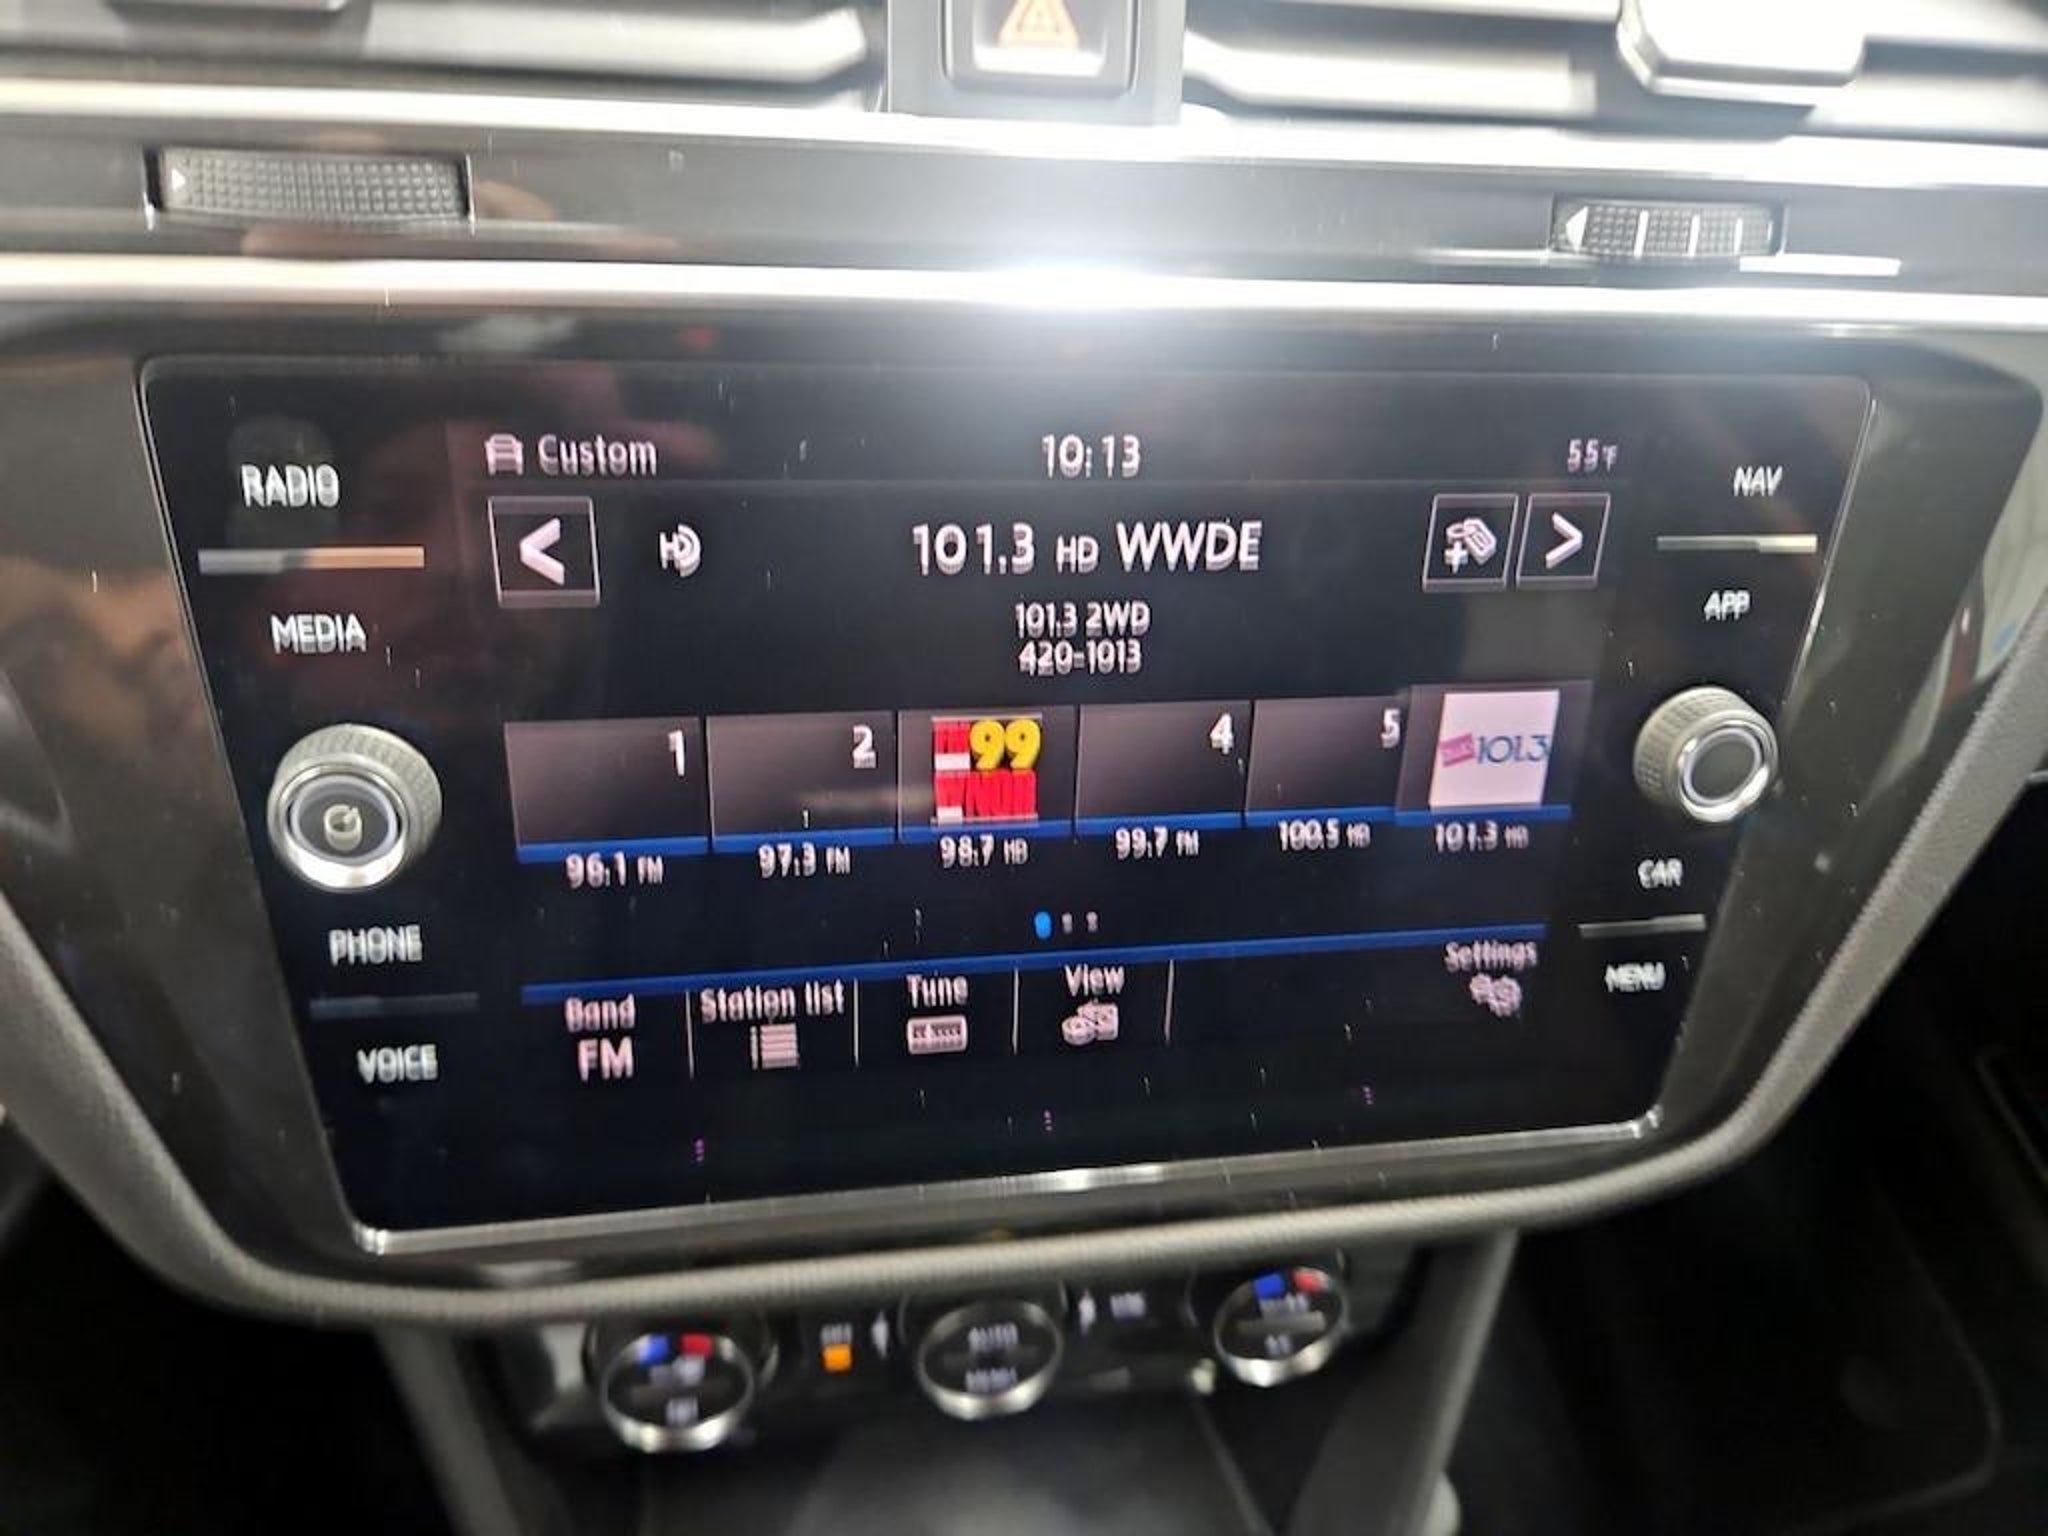 RADIO
MEDIA
PHONE
VOICE
Custom
10:13
55°F
HD
101.3 HD WWDE
101.3 2WD
420-1013
1
2
99
4
5
101.3
96.1 FM
97.3 FM
98.7 HD
99.7 FM
100.5 HD
101.3 HD
Band
FM
Station list
Tune
View
Settings
NAV
APP
CAR
MENU
AUTO